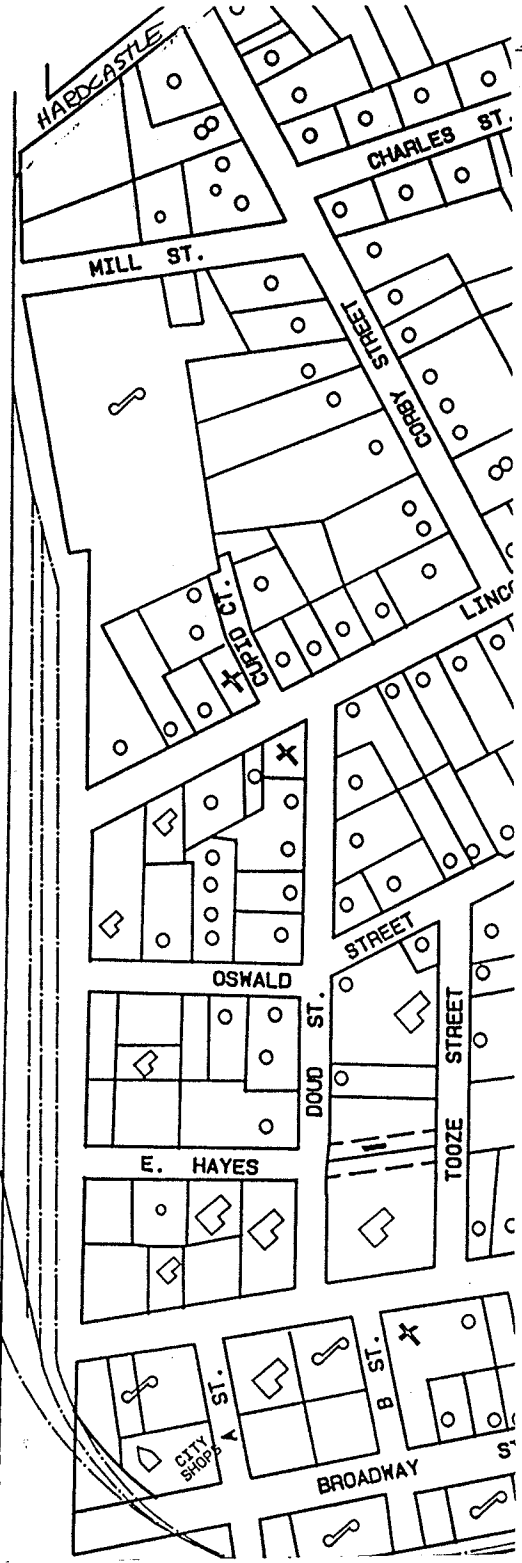 HARDCASTLE
CHARLES ST.
MILL ST.
CORBY STREET
CUPID CT.
LINCO
STREET
OSWALD
DOUD ST.
TOOZE STREET
E. HAYES
A ST.
B ST.
CITY
SHOPS
BROADWAY ST